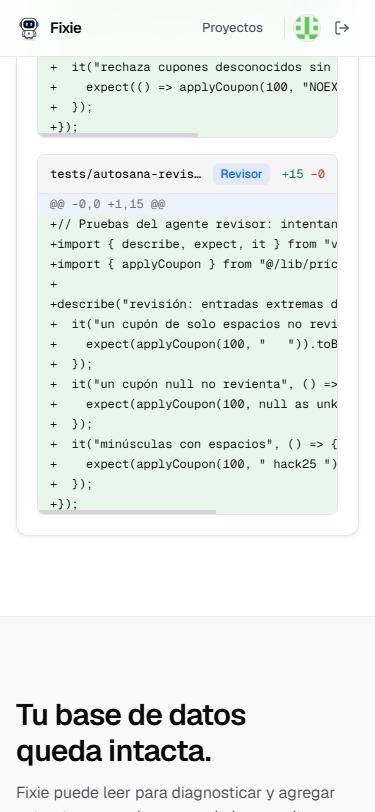 Fixie
Proyectos
+  it("rechaza cupones desconocidos sin
+    expect(() => applyCoupon(100, "NOEX
+  });
+});
tests/autosana-revis… Revisor +15 −0
@@ -0,0 +1,15 @@
+// Pruebas del agente revisor: intentan
+import { describe, expect, it } from "v
+import { applyCoupon } from "@/lib/pric
+
+describe("revisión: entradas extremas d
+  it("un cupón de solo espacios no revi
+    expect(applyCoupon(100, "   ")).toB
+  });
+  it("un cupón null no revienta", () =>
+    expect(applyCoupon(100, null as unk
+  });
+  it("minúsculas con espacios", () => {
+    expect(applyCoupon(100, " hack25 ")
+  });
+});
Tu base de datos
queda intacta.
Fixie puede leer para diagnosticar y agregar